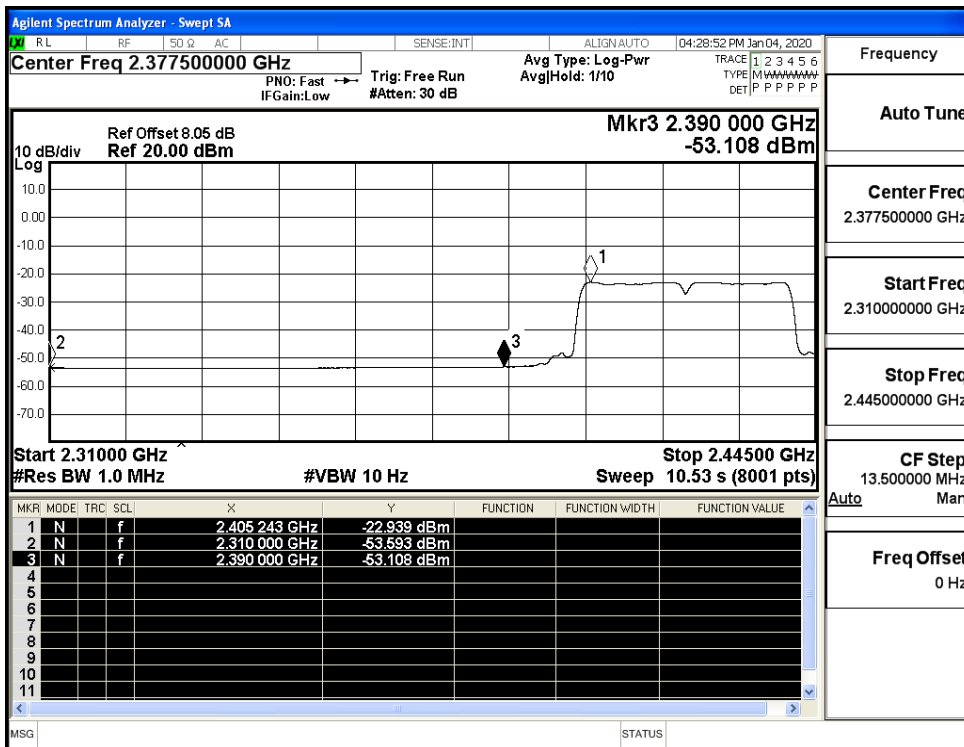 Agilent Spectrum Analyzer - Swept SA
LXI RL RF 50 Ω AC SENSE:INT ALIGNAUTO 04:28:52 PM Jan 04, 2020
Center Freq 2.377500000 GHz
PNO: Fast
IFGain:Low
Trig: Free Run
#Atten: 30 dB
Avg Type: Log-Pwr
Avg|Hold: 1/10
TRACE 1 2 3 4 5 6
TYPE M WWWWW
DET P P P P P P
Ref Offset 8.05 dB
10 dB/div Ref 20.00 dBm
Log
Mkr3 2.390 000 GHz
-53.108 dBm
10.0
0.00
-10.0
-20.0
-30.0
-40.0
-50.0
-60.0
-70.0
1
2
3
Start 2.31000 GHz Stop 2.44500 GHz
#Res BW 1.0 MHz #VBW 10 Hz Sweep 10.53 s (8001 pts)
MKR MODE TRC SCL X Y FUNCTION FUNCTION WIDTH FUNCTION VALUE
1 N f 2.405 243 GHz -22.939 dBm
2 N f 2.310 000 GHz -53.593 dBm
3 N f 2.390 000 GHz -53.108 dBm
4
5
6
7
8
9
10
11
MSG STATUS
Frequency
Auto Tune
Center Freq
2.377500000 GHz
Start Freq
2.310000000 GHz
Stop Freq
2.445000000 GHz
CF Step
13.500000 MHz
Auto Man
Freq Offset
0 Hz